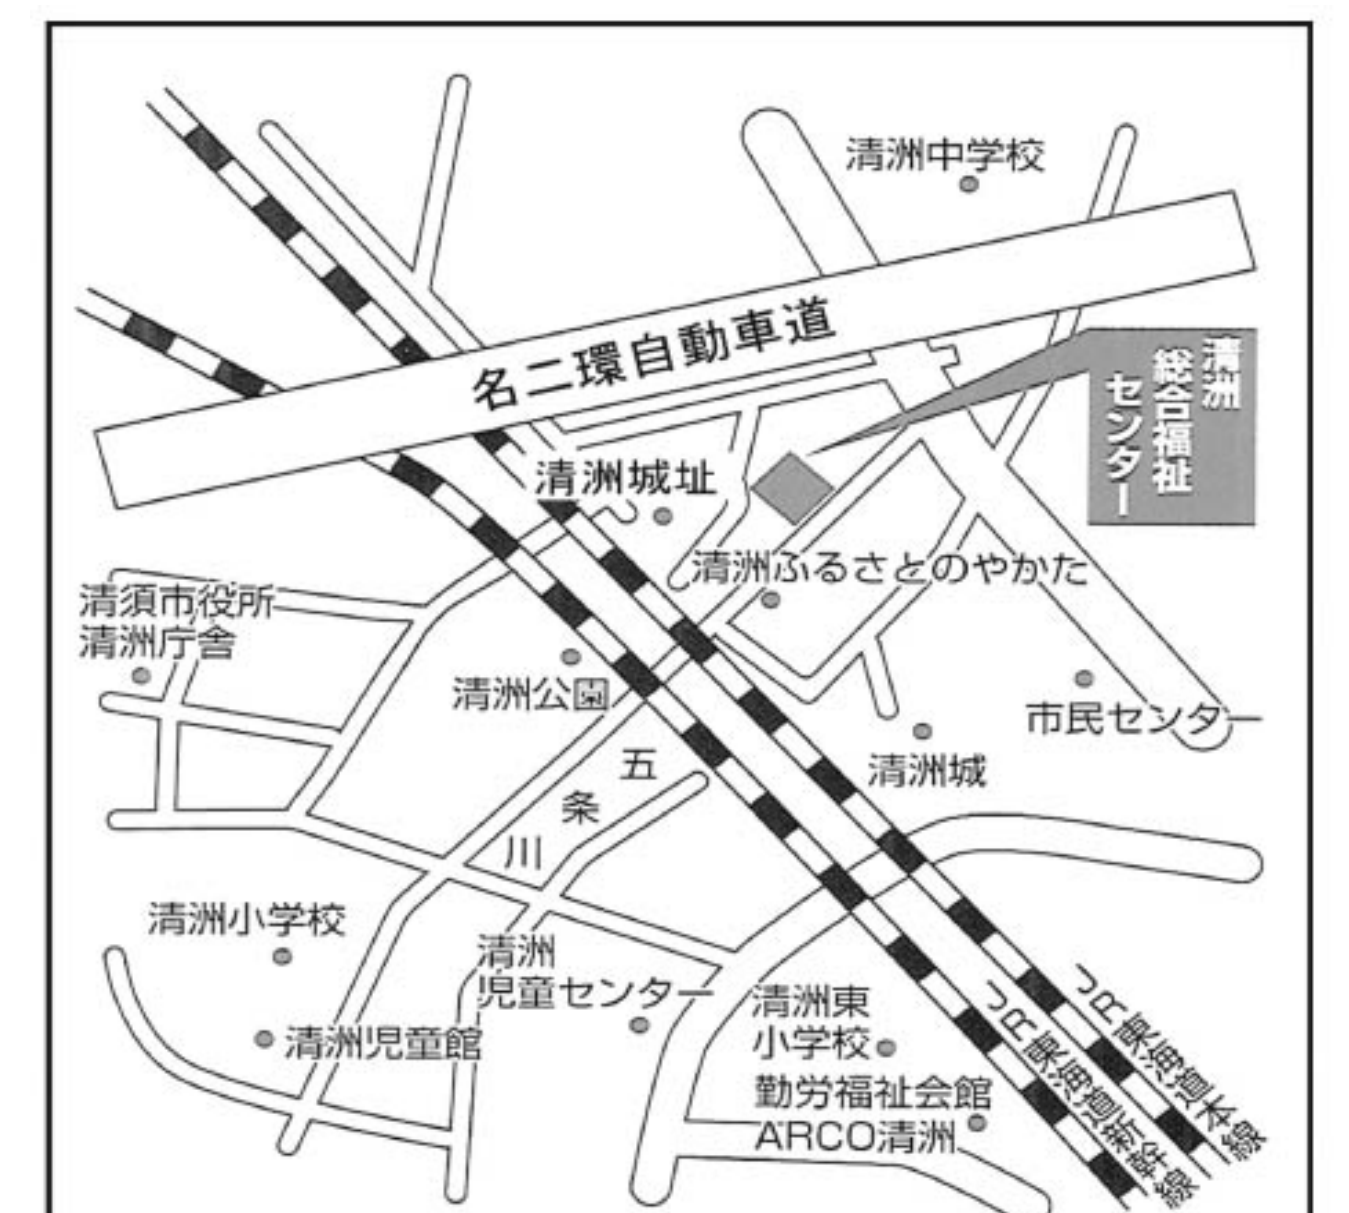 清洲中学校
名二環自動車道
清洲
総合福祉
センター
清洲城址
清洲ふるさとのやかた
清須市役所
清洲庁舎
清洲公園
市民センター
清洲城
五条川
清洲小学校
清洲
児童センター
清洲児童館
清洲東
小学校
勤労福祉会館
ARCO清洲
JR東海道本線
JR東海道新幹線